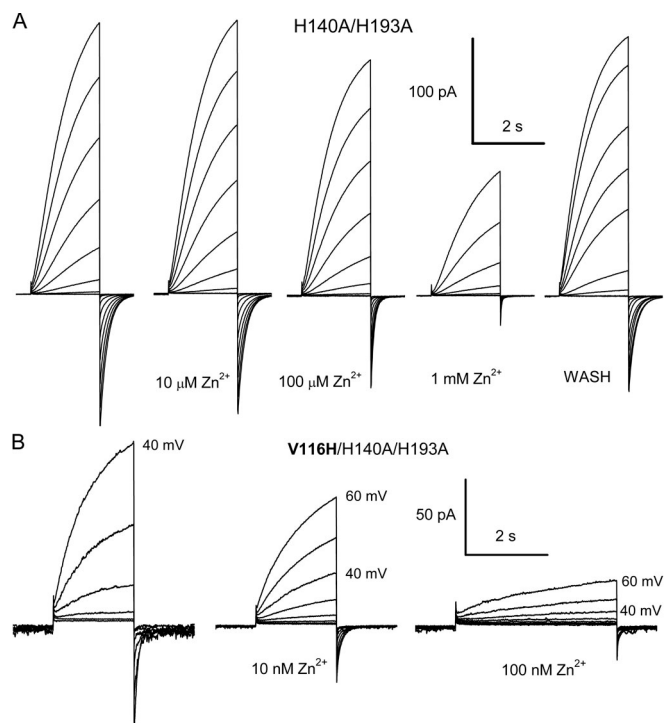 A
H140A/H193A
100 pA
2 s
10 μM Zn²⁺
100 μM Zn²⁺
1 mM Zn²⁺
WASH
B
V116H/H140A/H193A
40 mV
60 mV
40 mV
50 pA
2 s
60 mV
40 mV
10 nM Zn²⁺
100 nM Zn²⁺